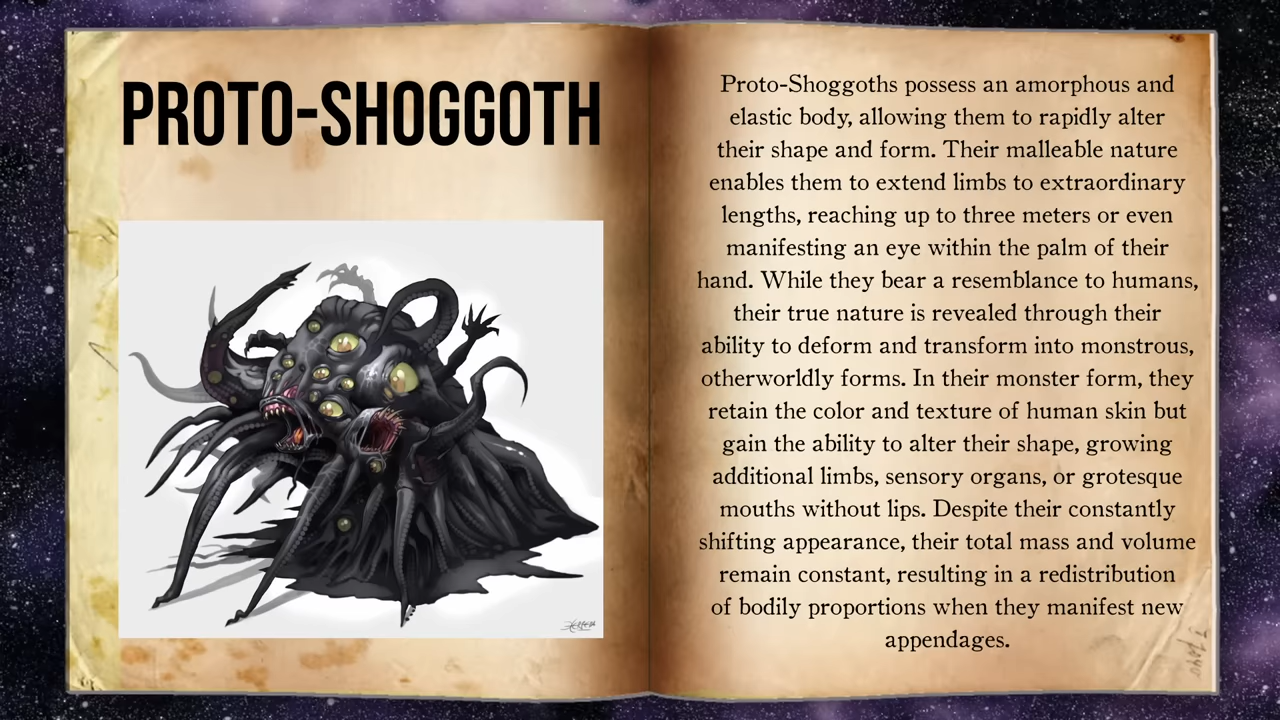 PROTO-SHOGGOTH
Proto-Shoggoths possess an amorphous and
elastic body, allowing them to rapidly alter
their shape and form. Their malleable nature
enables them to extend limbs to extraordinary
lengths, reaching up to three meters or even
manifesting an eye within the palm of their
hand. While they bear a resemblance to humans,
their true nature is revealed through their
ability to deform and transform into monstrous,
otherworldly forms. In their monster form, they
retain the color and texture of human skin but
gain the ability to alter their shape, growing
additional limbs, sensory organs, or grotesque
mouths without lips. Despite their constantly
shifting appearance, their total mass and volume
remain constant, resulting in a redistribution
of bodily proportions when they manifest new
appendages.